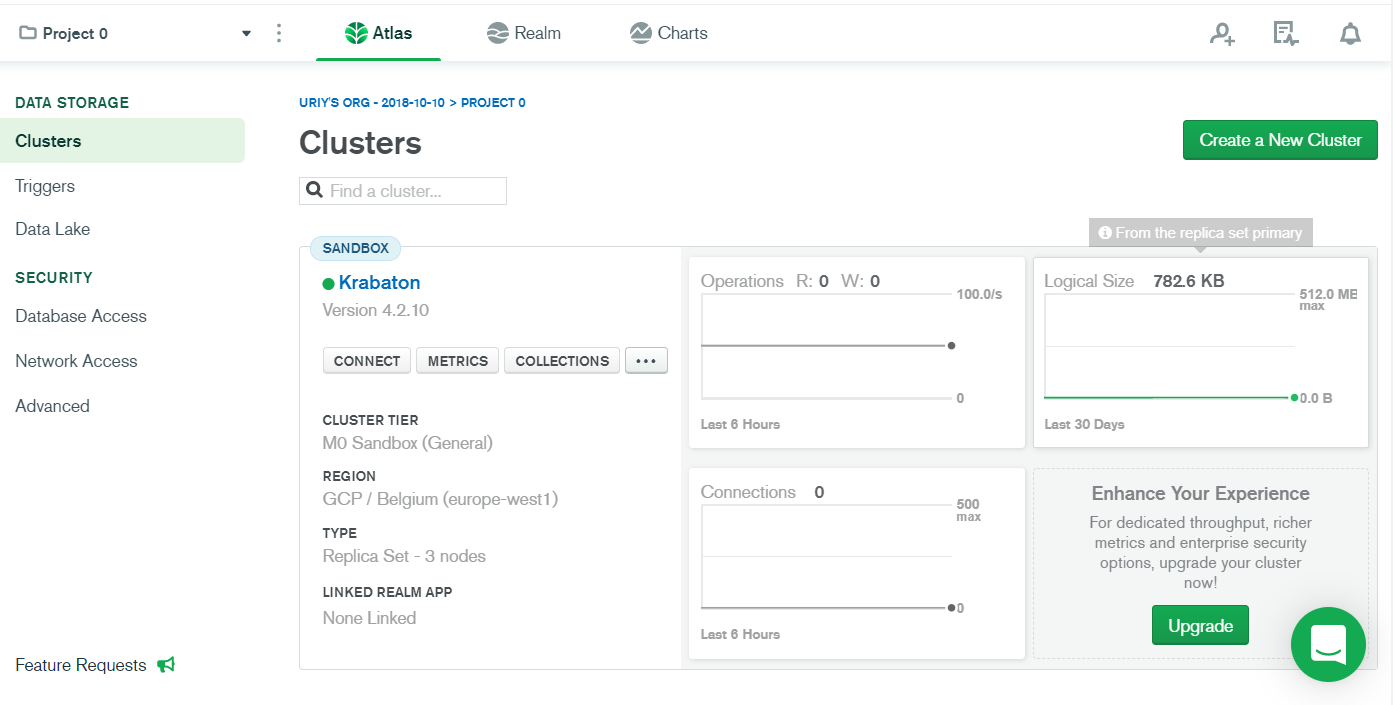 Project 0
Atlas
Realm
Charts
DATA STORAGE
Clusters
Triggers
Data Lake
SECURITY
Database Access
Network Access
Advanced
Feature Requests
URIY'S ORG - 2018-10-10 > PROJECT 0
Clusters
Create a New Cluster
Find a cluster...
SANDBOX
Krabaton
Version 4.2.10
CONNECT
METRICS
COLLECTIONS
...
CLUSTER TIER
M0 Sandbox (General)
REGION
GCP / Belgium (europe-west1)
TYPE
Replica Set - 3 nodes
LINKED REALM APP
None Linked
Operations R: 0 W: 0
100.0/s
0
Last 6 Hours
From the replica set primary
Logical Size 782.6 KB
512.0 MB
max
0.0 B
Last 30 Days
Connections 0
500
max
0
Last 6 Hours
Enhance Your Experience
For dedicated throughput, richer
metrics and enterprise security
options, upgrade your cluster
now!
Upgrade